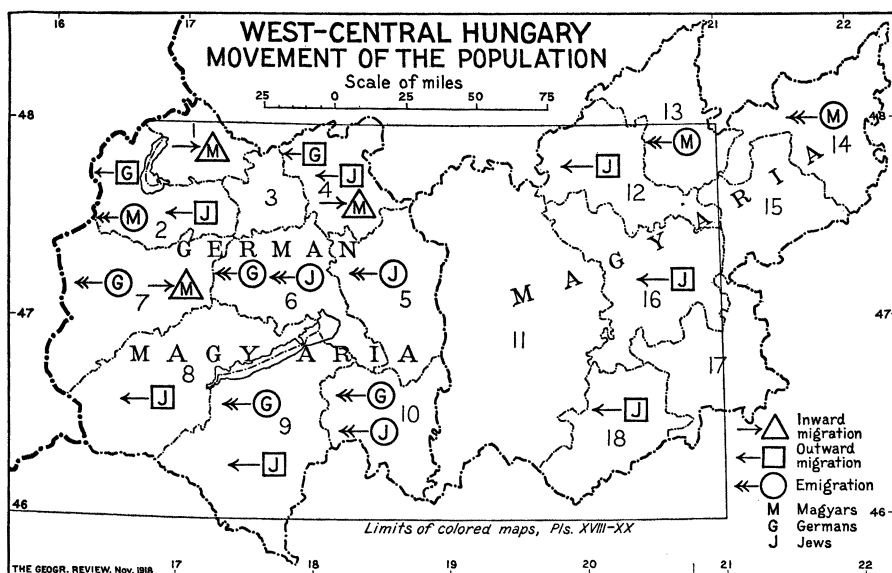 16 17 21 22
WEST-CENTRAL HUNGARY
MOVEMENT OF THE POPULATION
Scale of miles
25 0 25 50 75
48 48
1 M G 13 M M 14
G 4 J J 12
3 M 15
M J 2
GERMAN
G M 7 G J 6 J 5 J 16
MAGYARIA
11
47 47
MAGYARIA
8 17
J G 9 G J 10 J 18
J
Inward
migration
Outward
migration
Emigration
M Magyars
G Germans
J Jews
46 46
Limits of colored maps, Pls. XVIII-XX
THE GEOGR. REVIEW, Nov. 1918
17 18 19 20 21 22